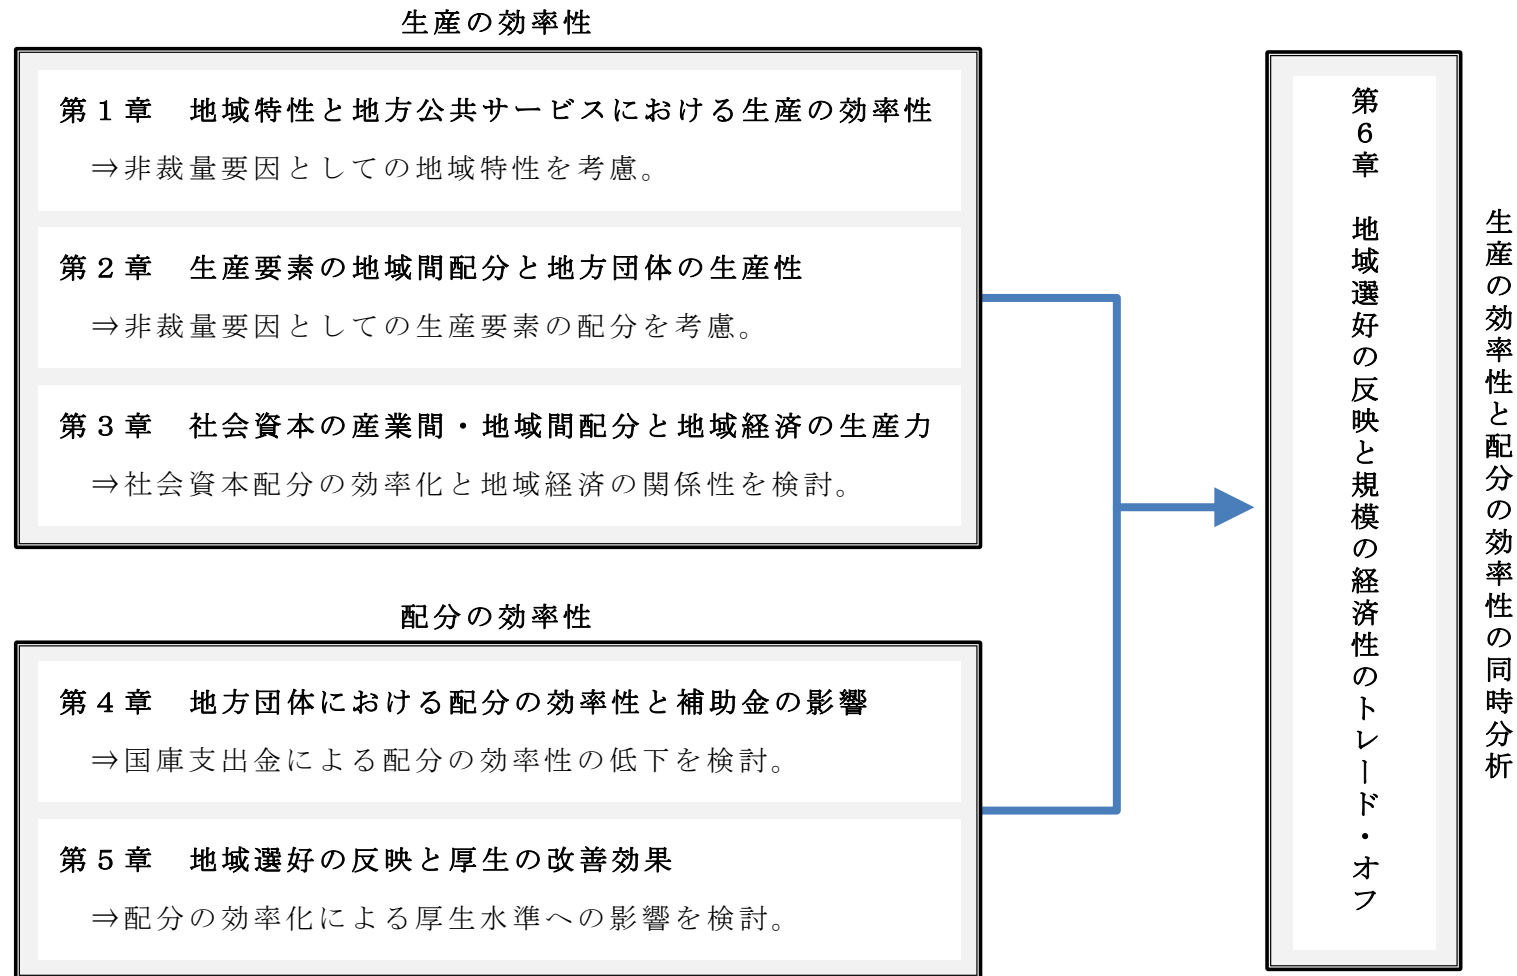 生産の効率性
第1章　地域特性と地方公共サービスにおける生産の効率性
⇒非裁量要因としての地域特性を考慮。
第2章　生産要素の地域間配分と地方団体の生産性
⇒非裁量要因としての生産要素の配分を考慮。
第3章　社会資本の産業間・地域間配分と地域経済の生産力
⇒社会資本配分の効率化と地域経済の関係性を検討。
配分の効率性
第4章　地方団体における配分の効率性と補助金の影響
⇒国庫支出金による配分の効率性の低下を検討。
第5章　地域選好の反映と厚生の改善効果
⇒配分の効率化による厚生水準への影響を検討。
第6章　地域選好の反映と規模の経済性のトレード・オフ
生産の効率性と配分の効率性の同時分析